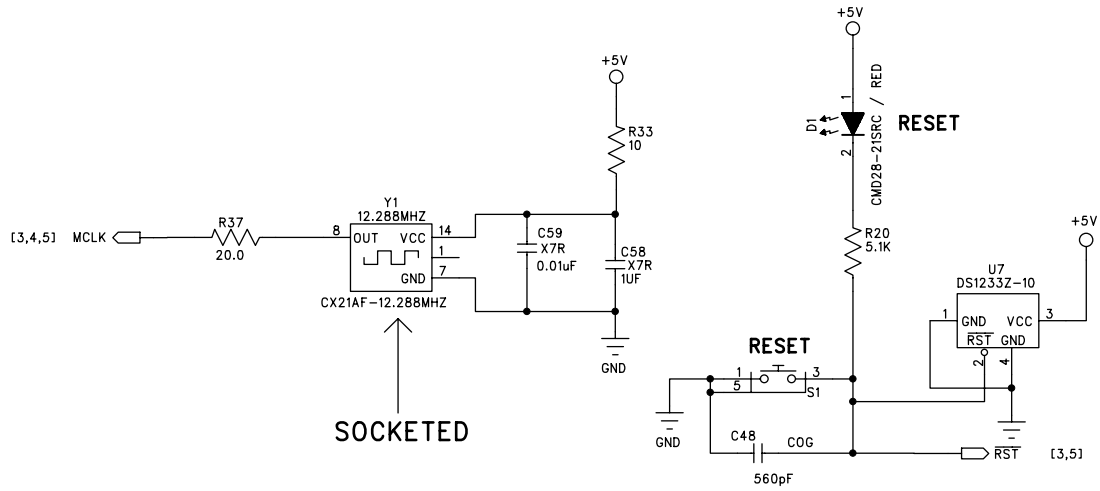 +5V
R33
10
Y1
12.288MHZ
[3,4,5] MCLK
R37
20.0
8 OUT VCC 14
1
GND 7
CX21AF-12.288MHZ
C59
X7R
0.01uF
C58
X7R
1UF
GND
SOCKETED
+5V
1
D1
2
CMD28-21SRC / RED
RESET
R20
5.1K
+5V
U7
DS1233Z-10
1 GND VCC 3
RST GND
2 4
RESET
1 3
5 S1
GND
C48 COG
560pF
RST [3,5]